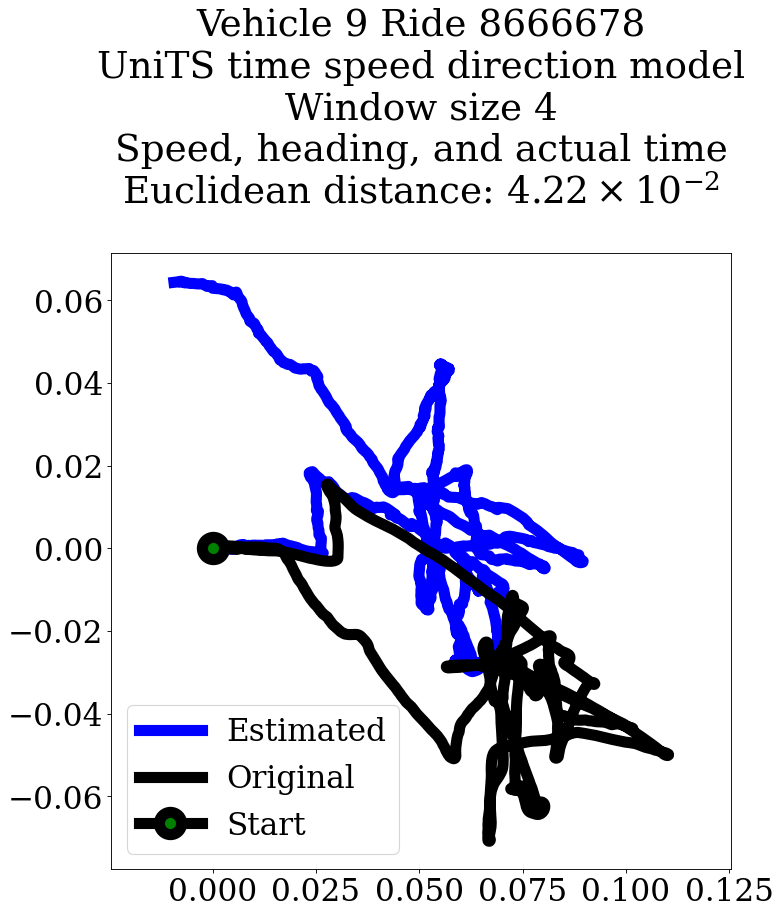 Vehicle 9 Ride 8666678
UniTS time speed direction model
Window size 4
Speed, heading, and actual time
Euclidean distance: 4.22 × 10⁻²
0.06
0.04
0.02
0.00
−0.02
−0.04
−0.06
Estimated
Original
Start
0.000 0.025 0.050 0.075 0.100 0.125